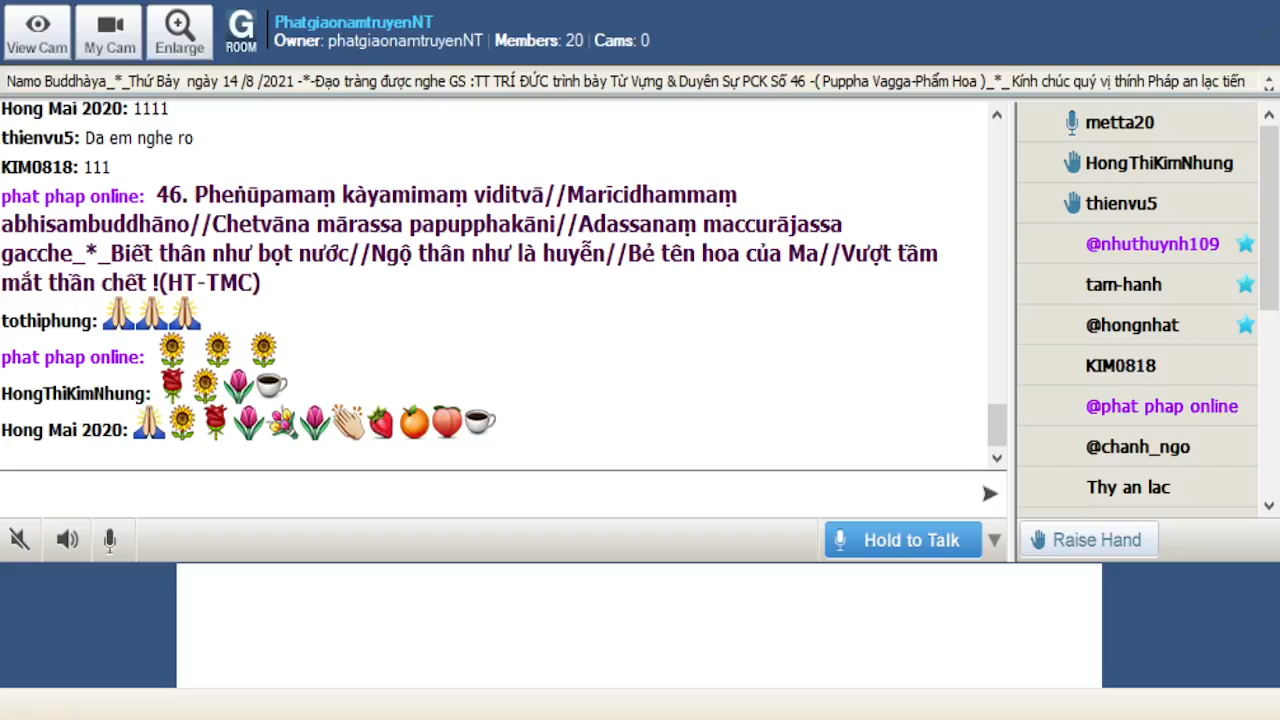 View Cam
My Cam
Enlarge
G
ROOM
PhatgiaonamtruyenNT
Owner: phatgiaonamtruyenNT | Members: 20 | Cams: 0
Namo Buddhàya_*_Thứ Bảy ngày 14 /8 /2021 -*-Đạo tràng được nghe GS :TT TRÍ ĐỨC trình bày Từ Vựng & Duyên Sự PCK Số 46 -( Puppha Vagga-Phẩm Hoa )_*_Kính chúc quý vị thính Pháp an lạc tiến
Hong Mai 2020: 1111
thienvu5: Da em nghe ro
KIM0818: 111
phat phap online: 46. Pheṇūpamaṃ kàyamimaṃ viditvā//Marīcidhammaṃ
abhisambuddhāno//Chetvāna mārassa papupphakāni//Adassanaṃ maccurājassa
gacche_*_Biết thân như bọt nước//Ngộ thân như là huyễn//Bẻ tên hoa của Ma//Vượt tầm
mắt thần chết !(HT-TMC)
tothiphung:
phat phap online:
HongThiKimNhung:
Hong Mai 2020:
metta20
HongThiKimNhung
thienvu5
@nhuthuynh109
tam-hanh
@hongnhat
KIM0818
@phat phap online
@chanh_ngo
Thy an lac
Hold to Talk
Raise Hand